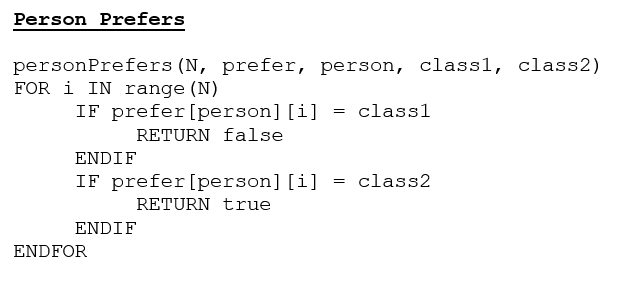 Person Prefers
personPrefers(N, prefer, person, class1, class2)
FOR i IN range(N)
IF prefer[person][i] = class1
RETURN false
ENDIF
IF prefer[person][i] = class2
RETURN true
ENDIF
ENDFOR